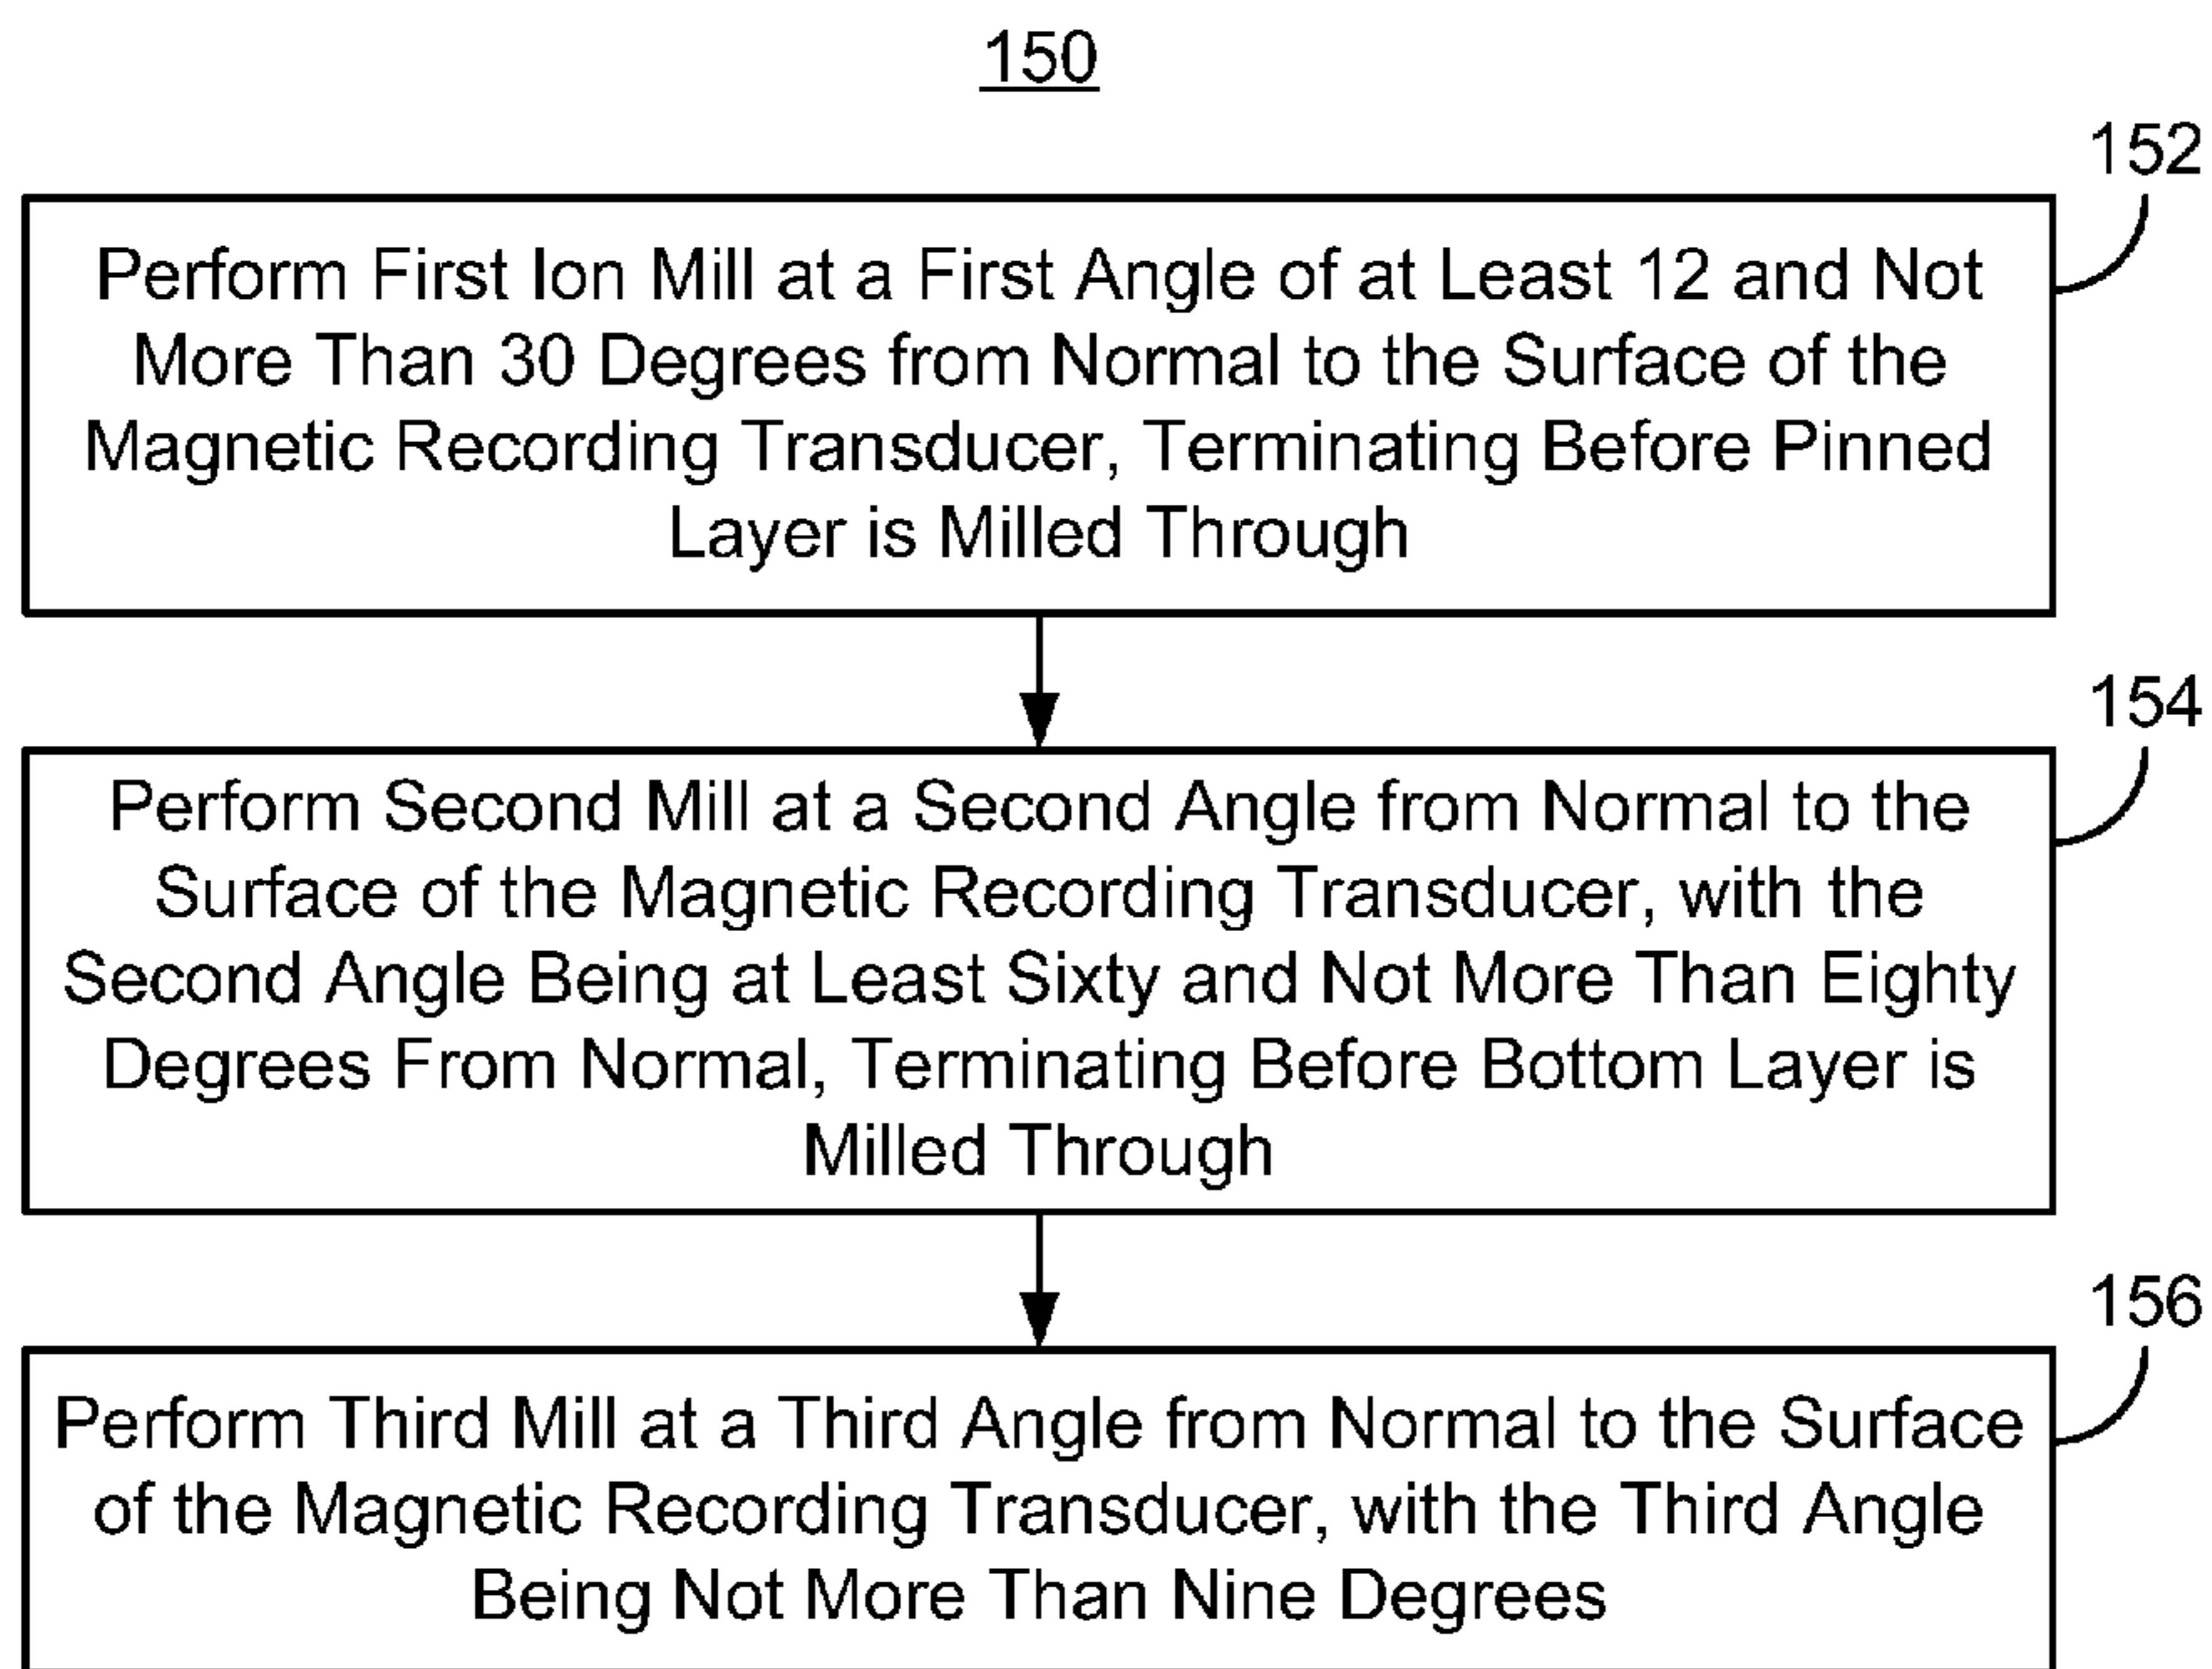 150
152
Perform First Ion Mill at a First Angle of at Least 12 and Not
More Than 30 Degrees from Normal to the Surface of the
Magnetic Recording Transducer, Terminating Before Pinned
Layer is Milled Through
154
Perform Second Mill at a Second Angle from Normal to the
Surface of the Magnetic Recording Transducer, with the
Second Angle Being at Least Sixty and Not More Than Eighty
Degrees From Normal, Terminating Before Bottom Layer is
Milled Through
156
Perform Third Mill at a Third Angle from Normal to the Surface
of the Magnetic Recording Transducer, with the Third Angle
Being Not More Than Nine Degrees